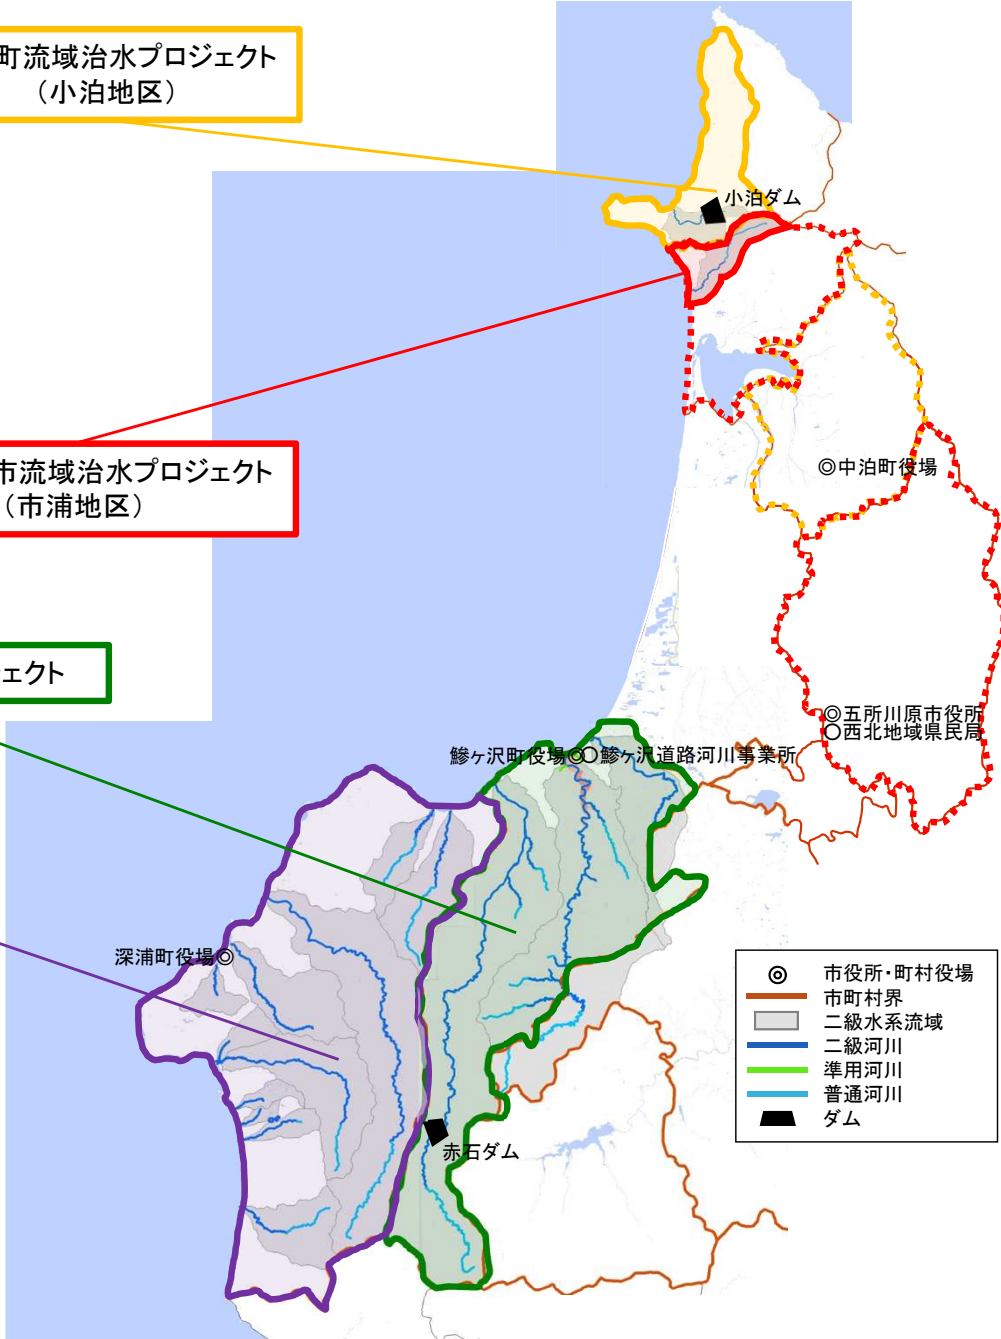 町流域治水プロジェクト
（小泊地区）
小泊ダム
市流域治水プロジェクト
（市浦地区）
◎中泊町役場
ェクト
◎五所川原市役所
○西北地域県民局
鰺ヶ沢町役場◎○鰺ヶ沢道路河川事業所
深浦町役場◎
赤石ダム
◎ 市役所・町村役場
市町村界
二級水系流域
二級河川
準用河川
普通河川
ダム